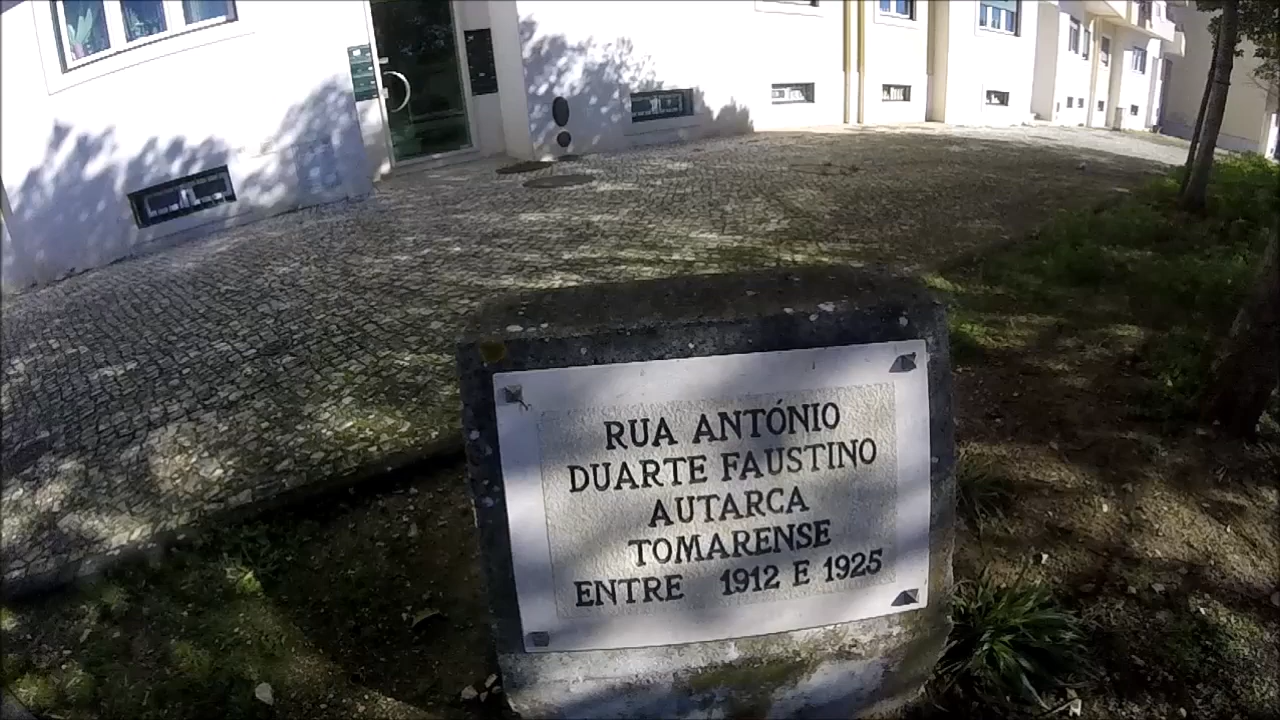 RUA ANTÓNIO
DUARTE FAUSTINO
AUTARCA
TOMARENSE
ENTRE 1912 E 1925